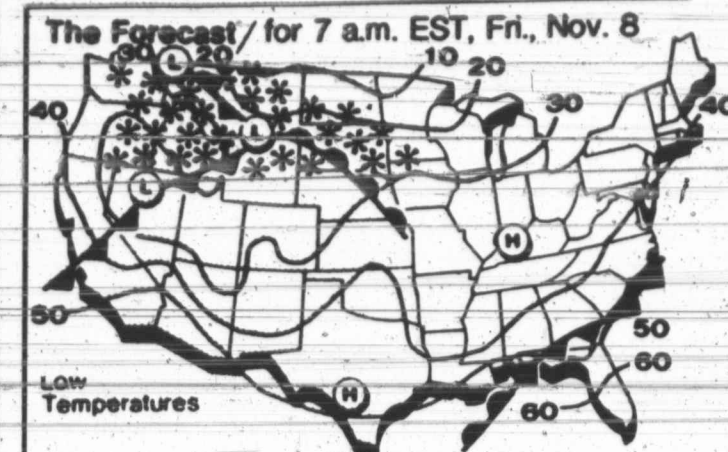 The Forecast / for 7 a.m. EST, Fri., Nov. 8
30 L 20 10 20
30
40 40
L
L
H
50 50
60
H
60
Low
Temperatures